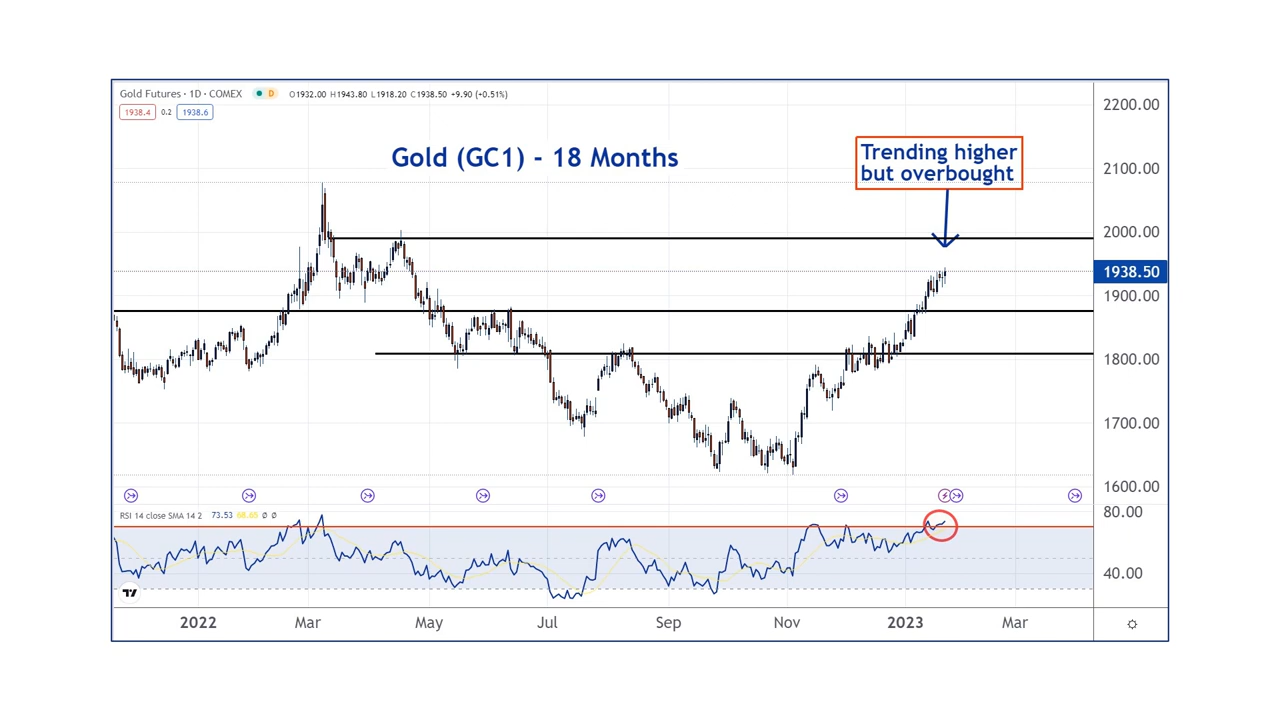 Gold Futures · 1D · COMEX D O1932.00 H1943.80 L1918.20 C1938.50 +9.90 (+0.51%)
1938.4 0.2 1938.6
Gold (GC1) - 18 Months
Trending higher
but overbought
2200.00
2100.00
2000.00
1938.50
1900.00
1800.00
1700.00
1600.00
RSI 14 close SMA 14 2 73.53 68.65 Ø Ø
80.00
40.00
2022 Mar May Jul Sep Nov 2023 Mar